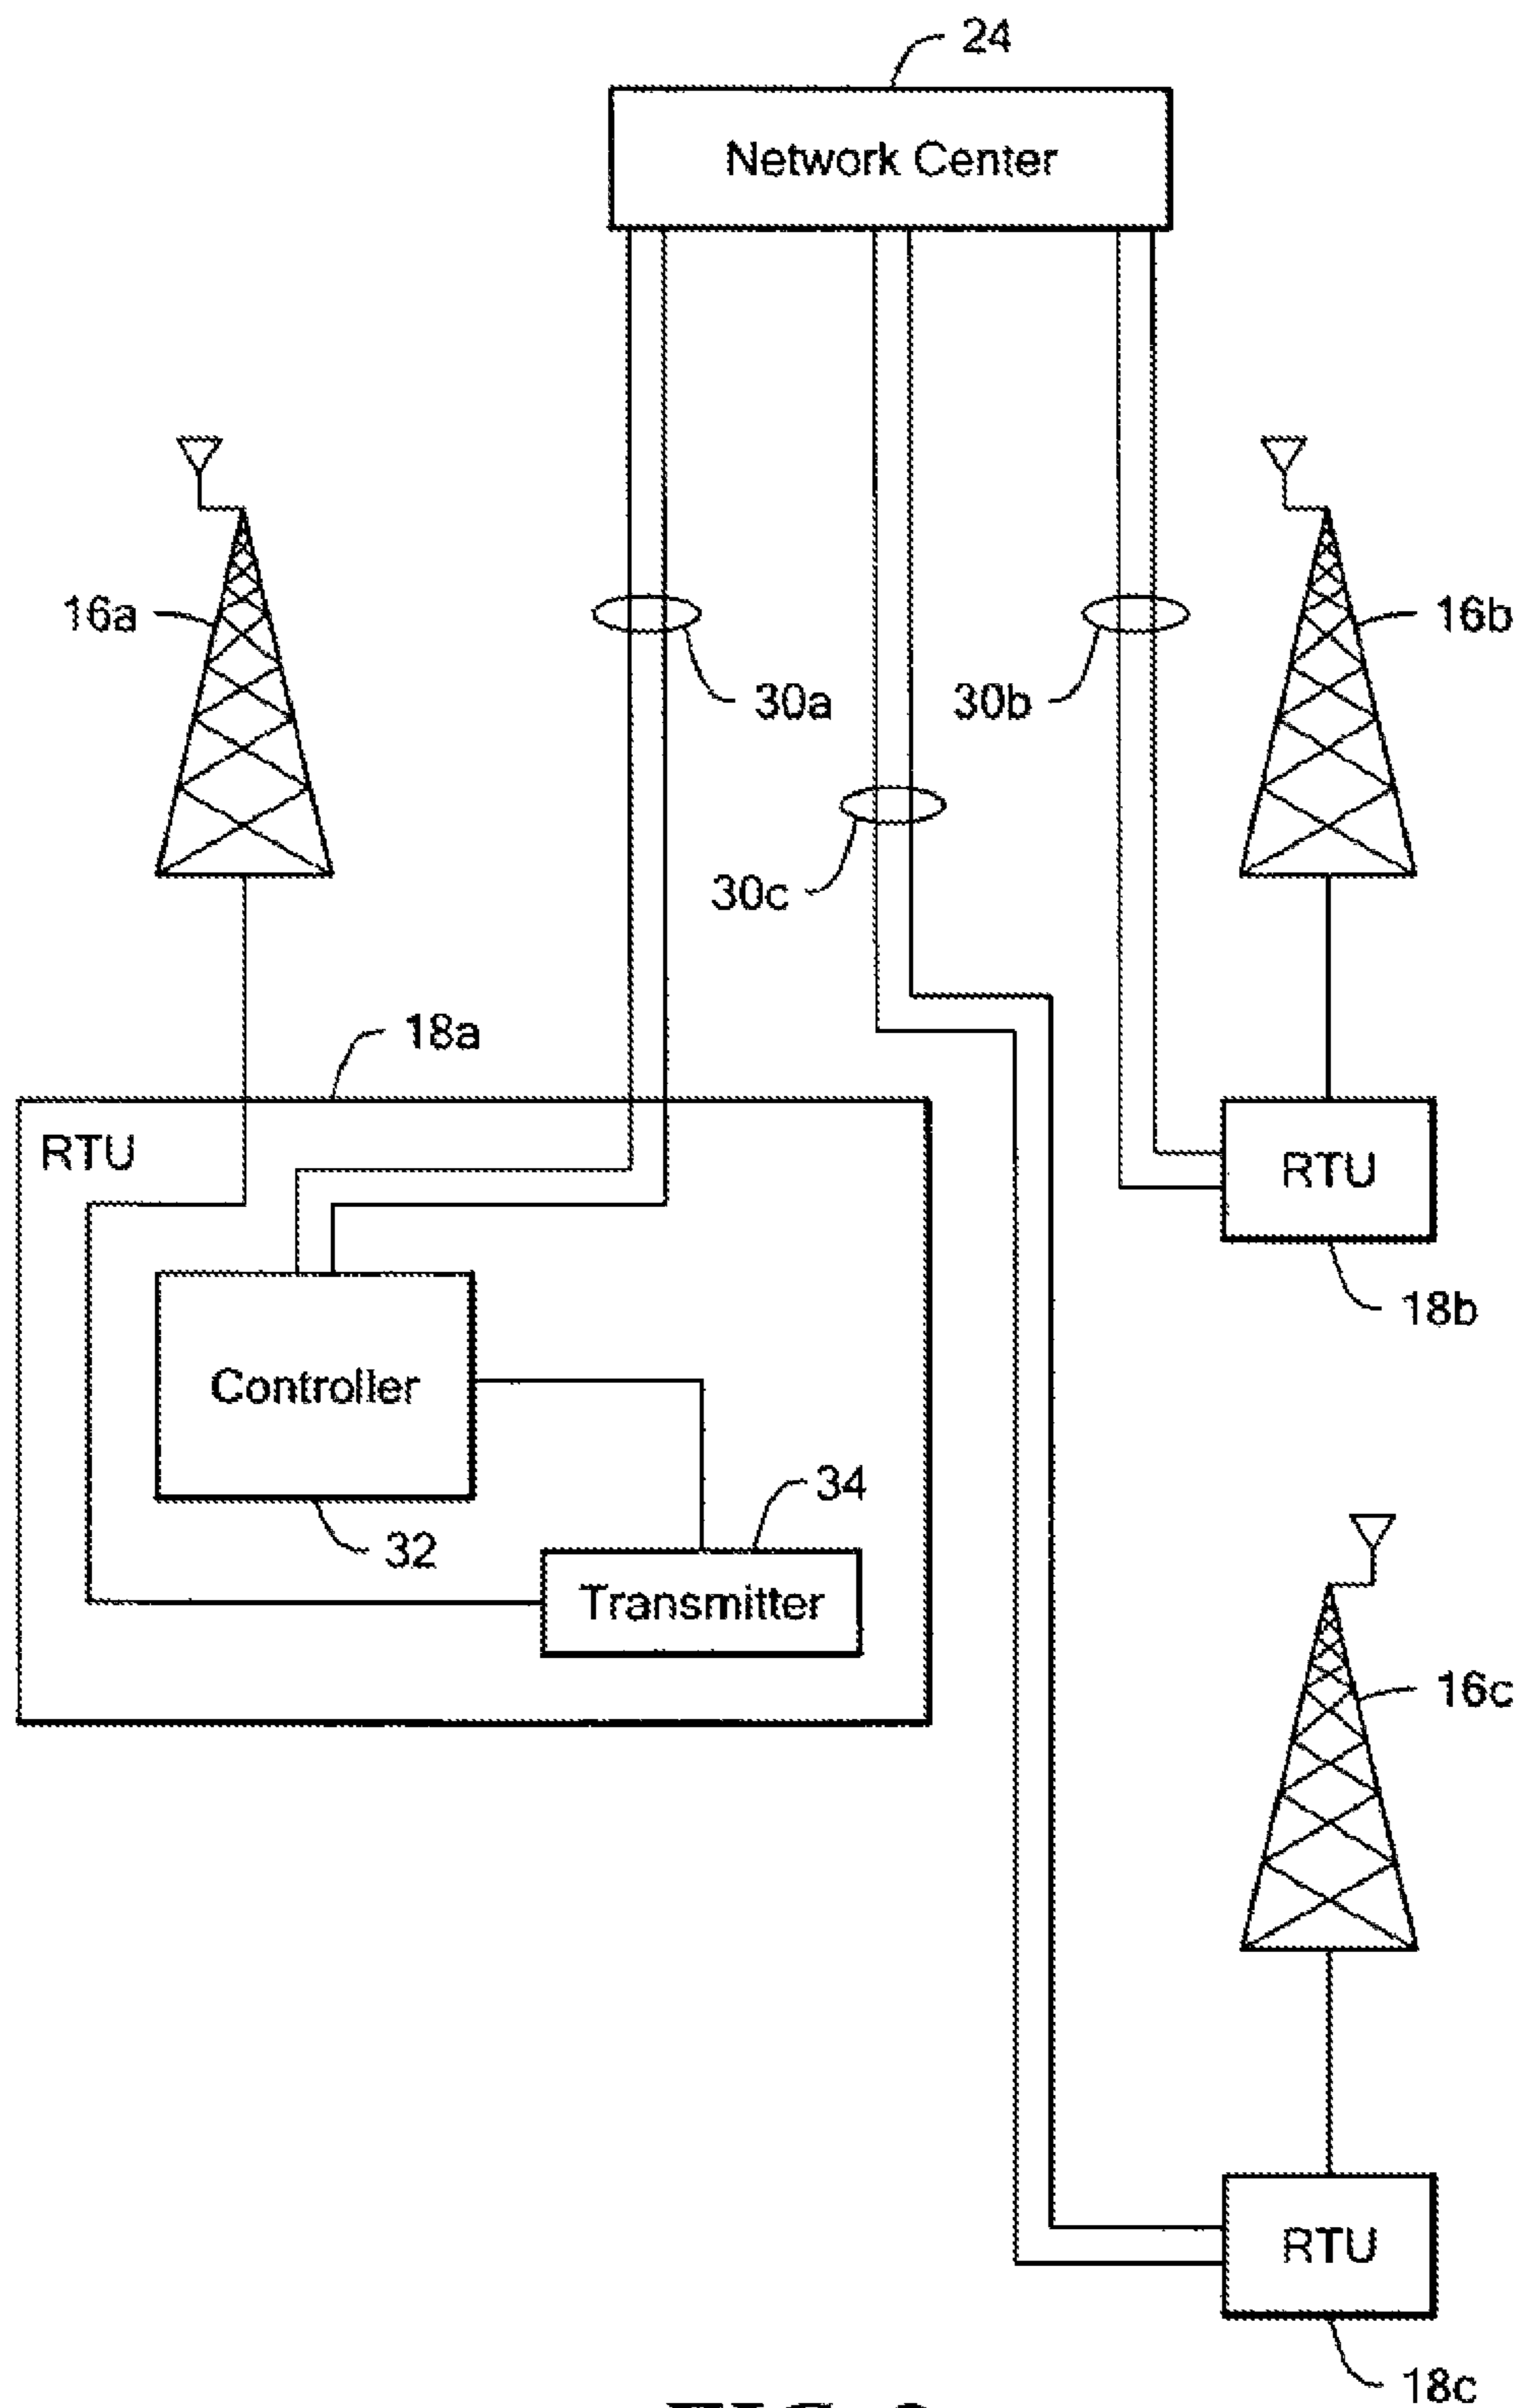 24
Network Center
16a
16b
30a
30b
30c
18a
RTU
RTU
18b
Controller
34
32
Transmitter
16c
RTU
18c